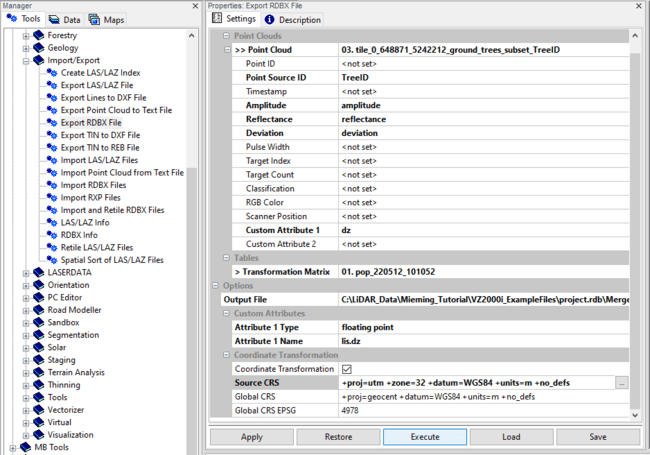 Manager
Tools
Data
Maps
Forestry
Geology
Import/Export
Create LAS/LAZ Index
Export LAS/LAZ File
Export Lines to DXF File
Export Point Cloud to Text File
Export RDBX File
Export TIN to DXF File
Export TIN to REB File
Import LAS/LAZ Files
Import Point Cloud from Text File
Import RDBX Files
Import RXP Files
Import and Retile RDBX Files
LAS/LAZ Info
RDBX Info
Retile LAS/LAZ Files
Spatial Sort of LAS/LAZ Files
LASERDATA
Orientation
PC Editor
Road Modeller
Sandbox
Segmentation
Solar
Staging
Terrain Analysis
Thinning
Tools
Vectorizer
Virtual
Visualization
MB Tools
Properties: Export RDBX File
Settings
Description
Point Clouds
>> Point Cloud 03. tile_0_648871_5242212_ground_trees_subset_TreeID
Point ID <not set>
Point Source ID TreeID
Timestamp <not set>
Amplitude amplitude
Reflectance reflectance
Deviation deviation
Pulse Width <not set>
Target Index <not set>
Target Count <not set>
Classification <not set>
RGB Color <not set>
Scanner Position <not set>
Custom Attribute 1 dz
Custom Attribute 2 <not set>
Tables
> Transformation Matrix 01. pop_220512_101052
Options
Output File C:\LiDAR_Data\Mieming_Tutorial\VZ2000i_ExampleFiles\project.rdb\Merge
Custom Attributes
Attribute 1 Type floating point
Attribute 1 Name lis.dz
Coordinate Transformation
Coordinate Transformation
Source CRS +proj=utm +zone=32 +datum=WGS84 +units=m +no_defs ...
Global CRS +proj=geocent +datum=WGS84 +units=m +no_defs
Global CRS EPSG 4978
Apply Restore Execute Load Save